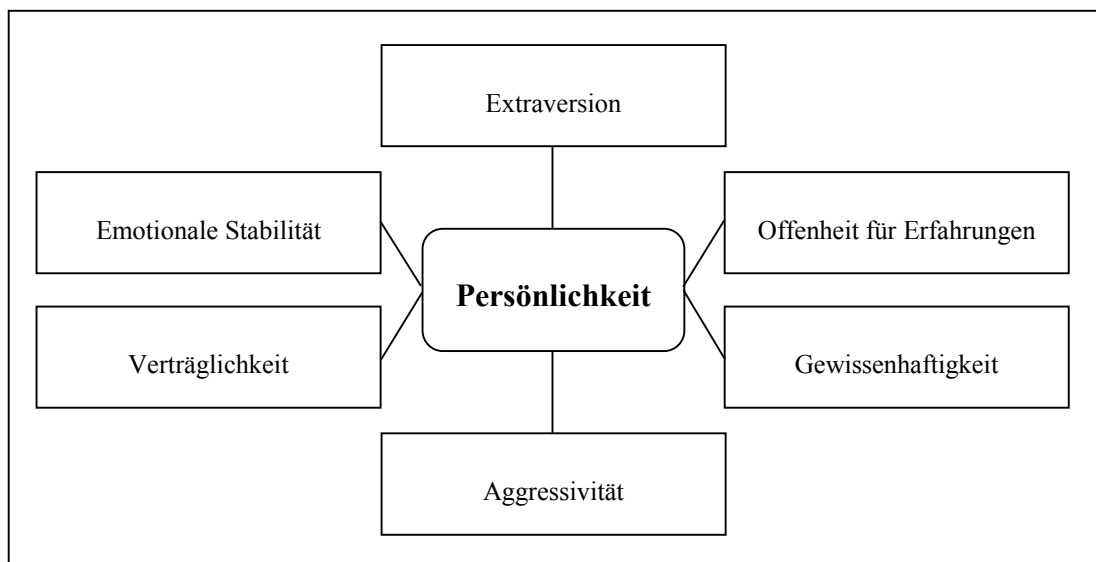 Extraversion
Emotionale Stabilität
Offenheit für Erfahrungen
Persönlichkeit
Verträglichkeit
Gewissenhaftigkeit
Aggressivität